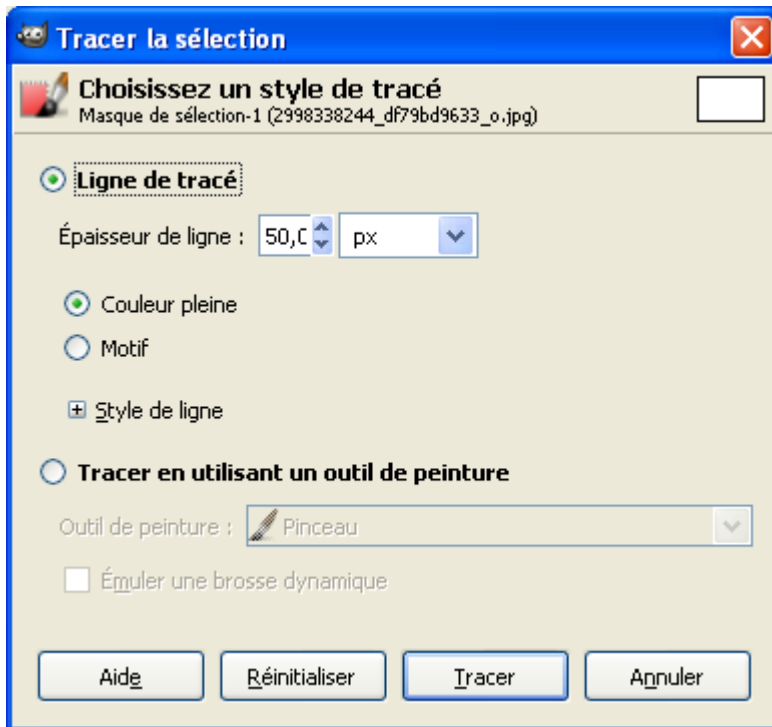 Tracer la sélection
Choisissez un style de tracé
Masque de sélection-1 (2998338244_df79bd9633_o.jpg)
Ligne de tracé
Épaisseur de ligne : 50,0 px
Couleur pleine
Motif
Style de ligne
Tracer en utilisant un outil de peinture
Outil de peinture : Pinceau
Émuler une brosse dynamique
Aide Réinitialiser Tracer Annuler